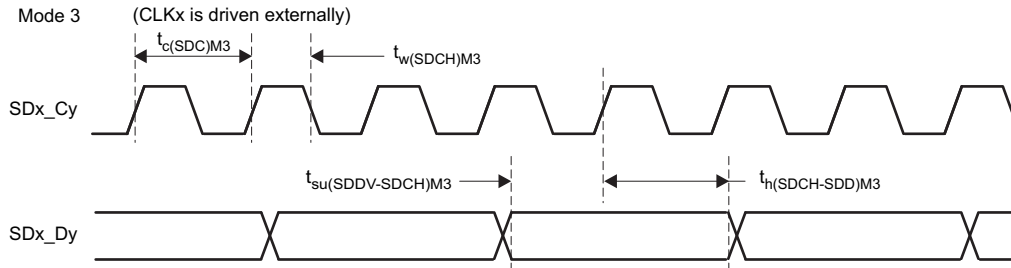 Mode 3 (CLKx is driven externally)
tc(SDC)M3
tw(SDCH)M3
SDx_Cy
tsu(SDDV-SDCH)M3
th(SDCH-SDD)M3
SDx_Dy